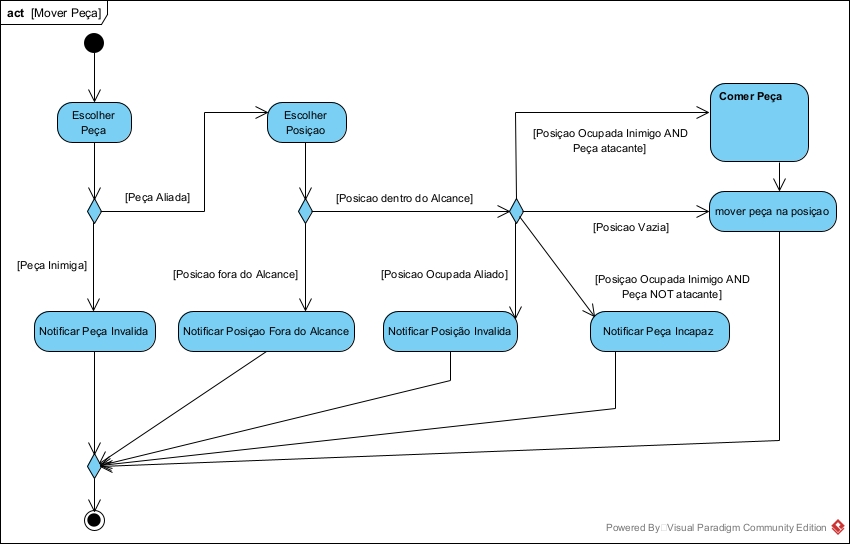 act [Mover Peça]
Escolher
Peça
Escolher
Posiçao
Comer Peça
[Posiçao Ocupada Inimigo AND
Peça atacante]
[Peça Aliada]
[Posicao dentro do Alcance]
mover peça na posiçao
[Posicao Vazia]
[Peça Inimiga]
[Posicao fora do Alcance]
[Posicao Ocupada Aliado]
[Posiçao Ocupada Inimigo AND
Peça NOT atacante]
Notificar Peça Invalida
Notificar Posiçao Fora do Alcance
Notificar Posição Invalida
Notificar Peça Incapaz
Powered By Visual Paradigm Community Edition